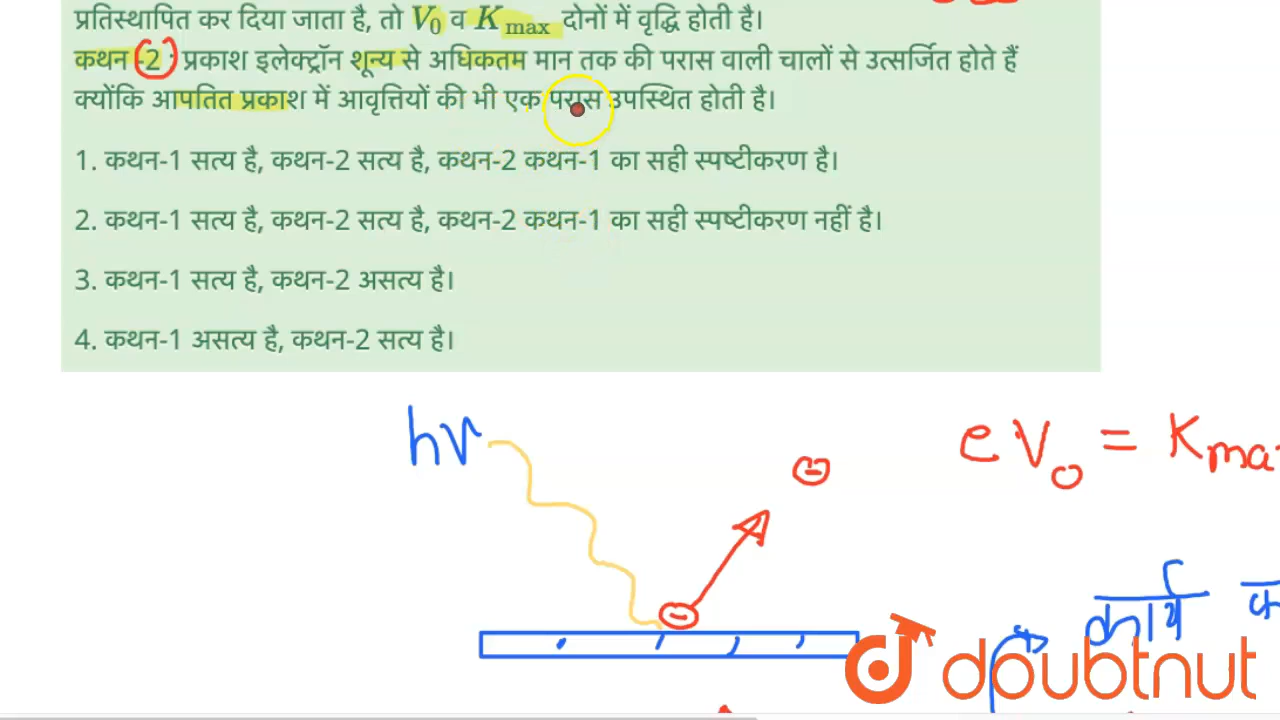 प्रतिस्थापित कर दिया जाता है, तो V0 व Kmax दोनों में वृद्धि होती है।
कथन -2 : प्रकाश इलेक्ट्रॉन शून्य से अधिकतम मान तक की परास वाली चालों से उत्सर्जित होते हैं
क्योंकि आपतित प्रकाश में आवृत्तियों की भी एक परास उपस्थित होती है।
1. कथन-1 सत्य है, कथन-2 सत्य है, कथन-2 कथन-1 का सही स्पष्टीकरण है।
2. कथन-1 सत्य है, कथन-2 सत्य है, कथन-2 कथन-1 का सही स्पष्टीकरण नहीं है।
3. कथन-1 सत्य है, कथन-2 असत्य है।
4. कथन-1 असत्य है, कथन-2 सत्य है।
hν
eV0 = Kma
कार्य
doubtnut